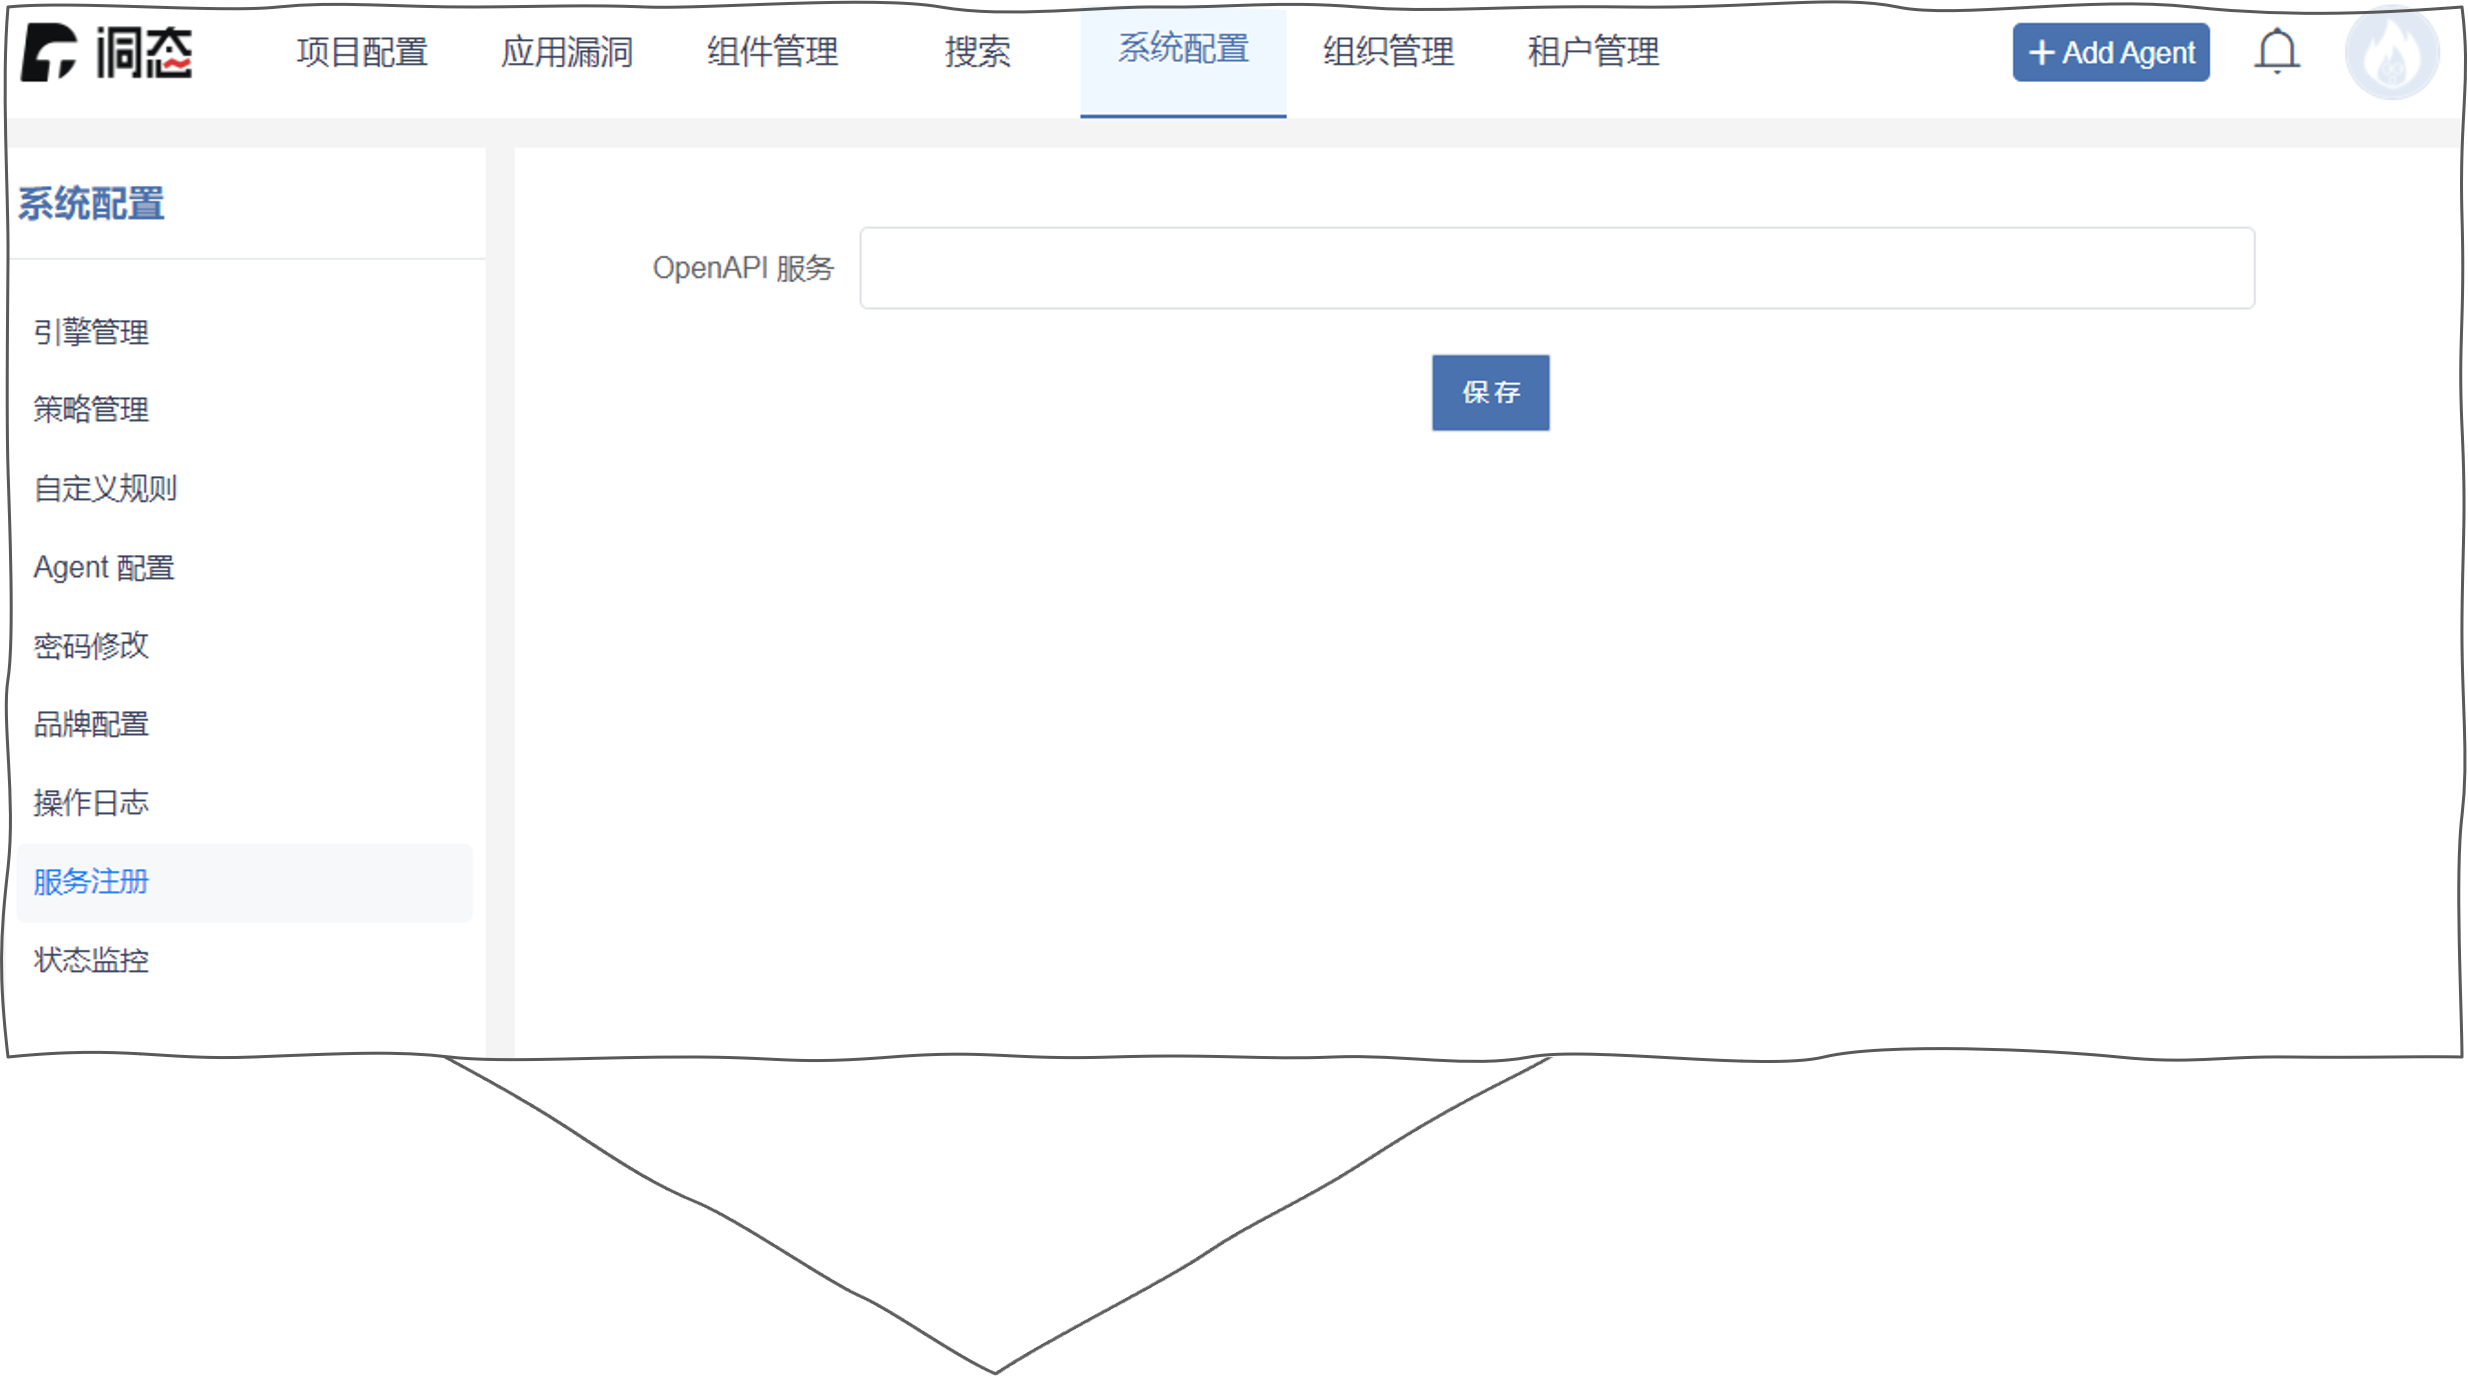 洞态 项目配置 应用漏洞 组件管理 搜索 系统配置 组织管理 租户管理 + Add Agent
系统配置
OpenAPI 服务
保存
引擎管理
策略管理
自定义规则
Agent 配置
密码修改
品牌配置
操作日志
服务注册
状态监控